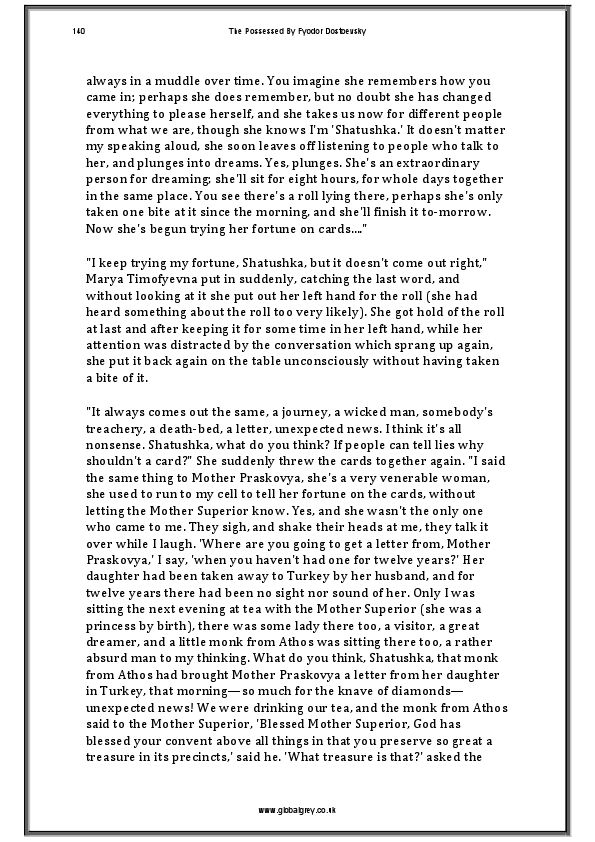 140 The Possessed By Fyodor Dostoevsky
always in a muddle over time. You imagine she remembers how you
came in; perhaps she does remember, but no doubt she has changed
everything to please herself, and she takes us now for different people
from what we are, though she knows I'm 'Shatushka.' It doesn't matter
my speaking aloud, she soon leaves off listening to people who talk to
her, and plunges into dreams. Yes, plunges. She's an extraordinary
person for dreaming; she'll sit for eight hours, for whole days together
in the same place. You see there's a roll lying there, perhaps she's only
taken one bite at it since the morning, and she'll finish it to-morrow.
Now she's begun trying her fortune on cards...."
"I keep trying my fortune, Shatushka, but it doesn't come out right,"
Marya Timofyevna put in suddenly, catching the last word, and
without looking at it she put out her left hand for the roll (she had
heard something about the roll too very likely). She got hold of the roll
at last and after keeping it for some time in her left hand, while her
attention was distracted by the conversation which sprang up again,
she put it back again on the table unconsciously without having taken
a bite of it.
"It always comes out the same, a journey, a wicked man, somebody's
treachery, a death-bed, a letter, unexpected news. I think it's all
nonsense. Shatushka, what do you think? If people can tell lies why
shouldn't a card?" She suddenly threw the cards together again. "I said
the same thing to Mother Praskovya, she's a very venerable woman,
she used to run to my cell to tell her fortune on the cards, without
letting the Mother Superior know. Yes, and she wasn't the only one
who came to me. They sigh, and shake their heads at me, they talk it
over while I laugh. 'Where are you going to get a letter from, Mother
Praskovya,' I say, 'when you haven't had one for twelve years?' Her
daughter had been taken away to Turkey by her husband, and for
twelve years there had been no sight nor sound of her. Only I was
sitting the next evening at tea with the Mother Superior (she was a
princess by birth), there was some lady there too, a visitor, a great
dreamer, and a little monk from Athos was sitting there too, a rather
absurd man to my thinking. What do you think, Shatushka, that monk
from Athos had brought Mother Praskovya a letter from her daughter
in Turkey, that morning—so much for the knave of diamonds—
unexpected news! We were drinking our tea, and the monk from Athos
said to the Mother Superior, 'Blessed Mother Superior, God has
blessed your convent above all things in that you preserve so great a
treasure in its precincts,' said he. 'What treasure is that?' asked the
www.globalgrey.co.uk